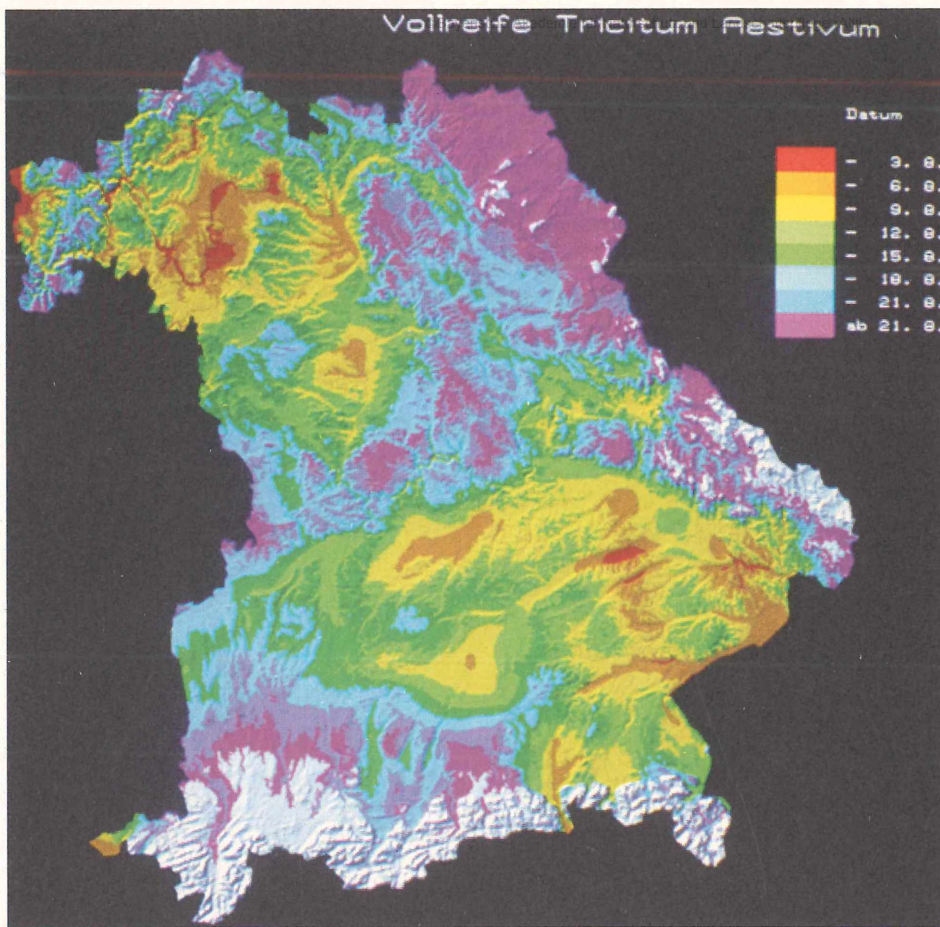 Vollreife Tricitum Aestivum
Datum
- 3. 8.
- 6. 8.
- 9. 8.
- 12. 8.
- 15. 8.
- 18. 8.
- 21. 8.
ab 21. 8.